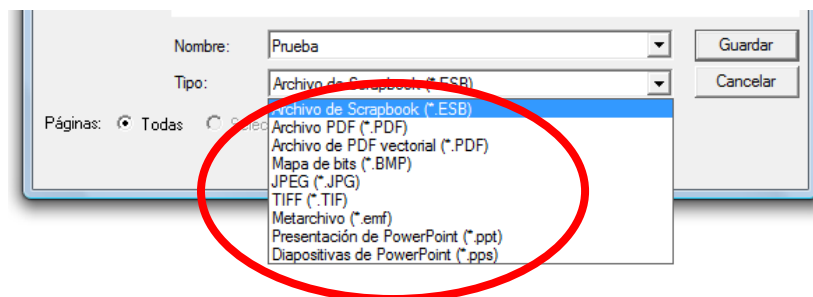 Nombre: Prueba Guardar
Tipo: Archivo de Scrapbook (*.ESB) Cancelar
Archivo de Scrapbook (*.ESB)
Páginas: Todas
Archivo PDF (*.PDF)
Archivo de PDF vectorial (*.PDF)
Mapa de bits (*.BMP)
JPEG (*.JPG)
TIFF (*.TIF)
Metarchivo (*.emf)
Presentación de PowerPoint (*.ppt)
Diapositivas de PowerPoint (*.pps)